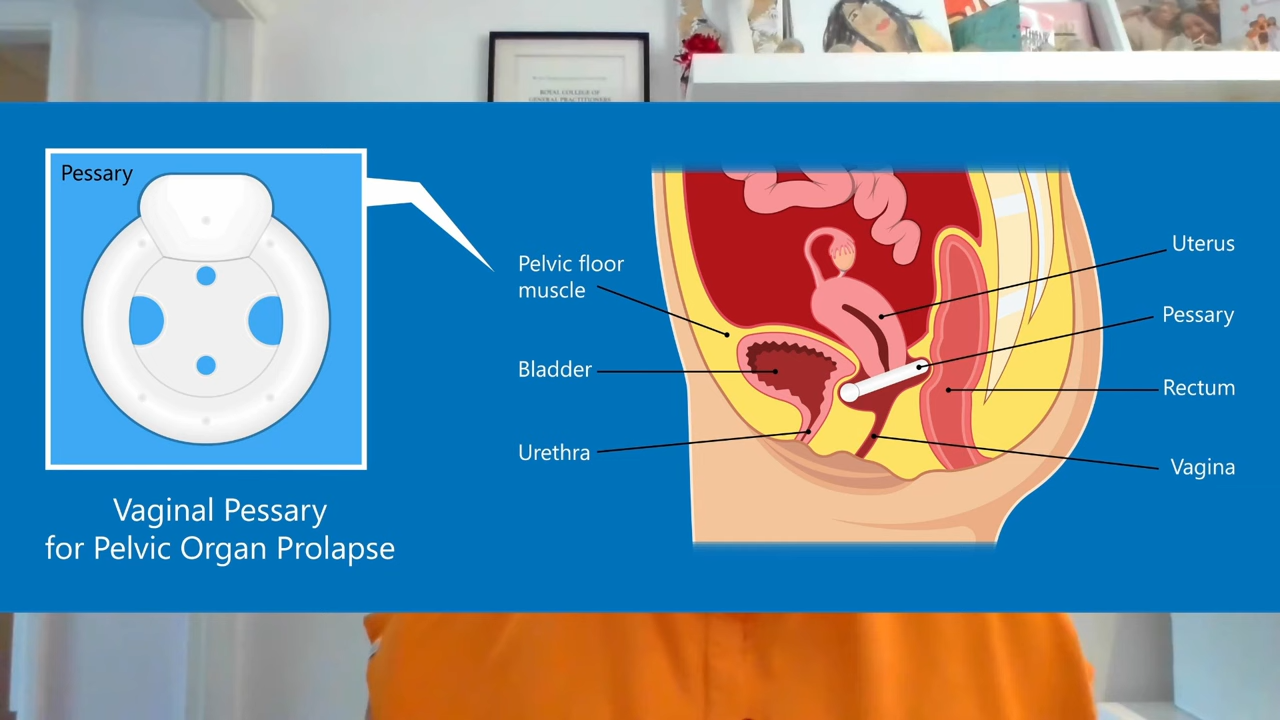 ROYAL COLLEGE OF
GENERAL PRACTITIONERS
Pessary
Vaginal Pessary
for Pelvic Organ Prolapse
Pelvic floor
muscle
Bladder
Urethra
Uterus
Pessary
Rectum
Vagina